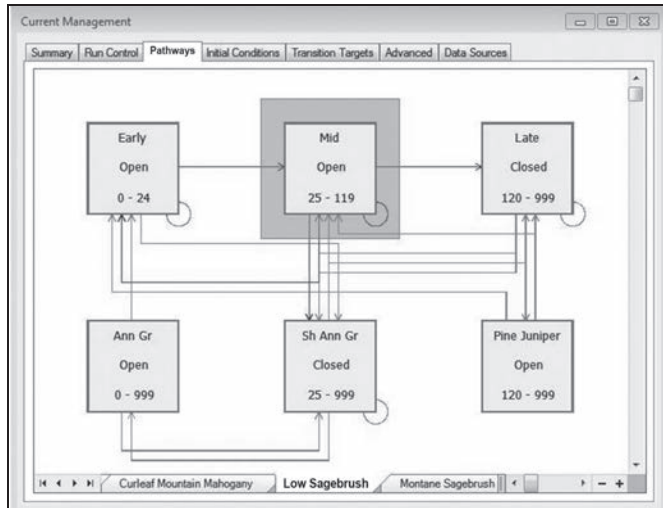 Current Management
Summary Run Control Pathways Initial Conditions Transition Targets Advanced Data Sources
Early Mid Late
Open Open Closed
0 - 24 25 - 119 120 - 999
Ann Gr Sh Ann Gr Pine Juniper
Open Closed Open
0 - 999 25 - 999 120 - 999
Curleaf Mountain Mahogany Low Sagebrush Montane Sagebrush